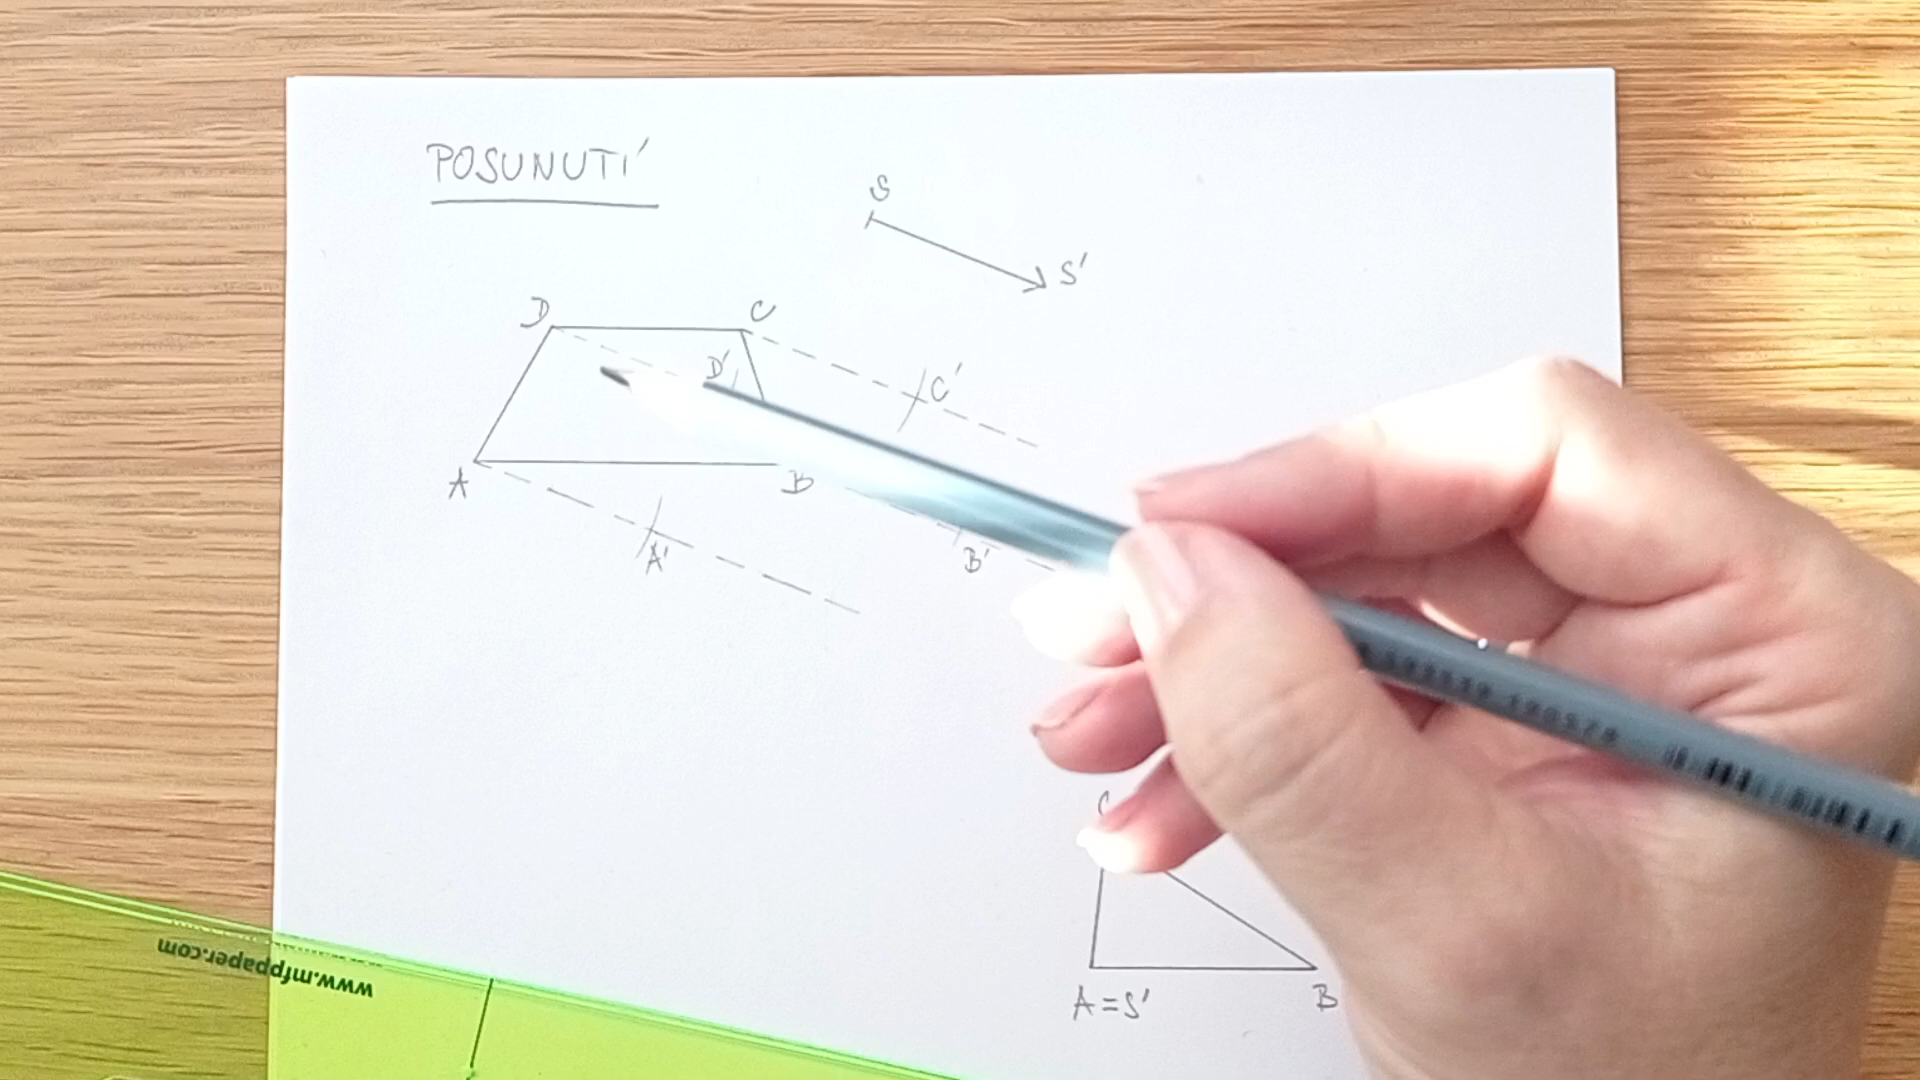 POSUNUTÍ
S
S'
D
C
D'
C'
A
B
A'
B'
C
A=S'
B
www.mfppaper.com